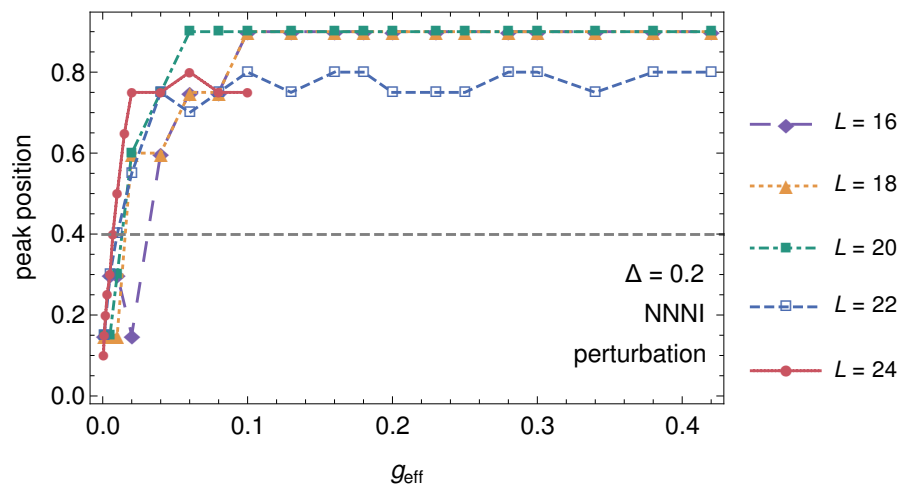 peak position
0.8
0.6
0.4
0.2
0.0
0.0
0.1
0.2
0.3
0.4
g_eff
Δ = 0.2
NNNI
perturbation
L = 16
L = 18
L = 20
L = 22
L = 24